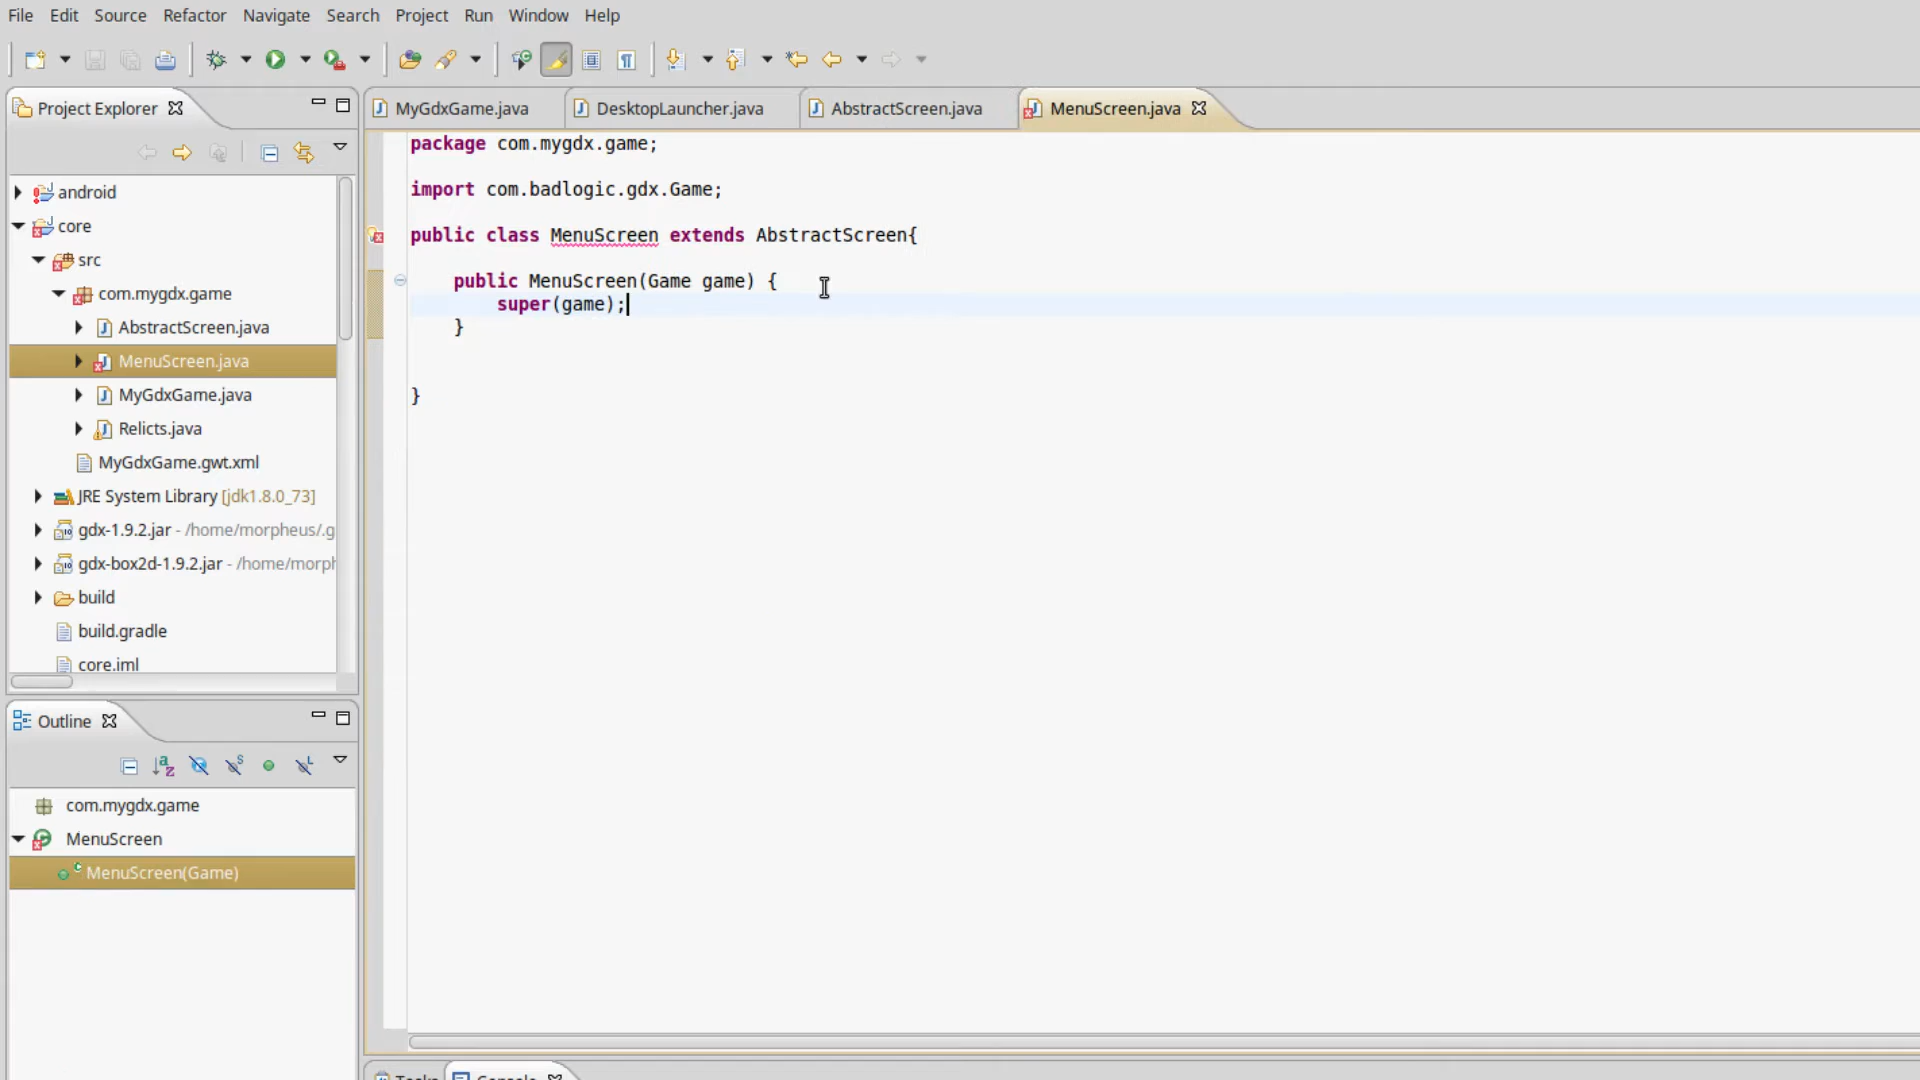 File Edit Source Refactor Navigate Search Project Run Window Help
Project Explorer
MyGdxGame.java DesktopLauncher.java AbstractScreen.java MenuScreen.java
android
core
src
com.mygdx.game
AbstractScreen.java
MenuScreen.java
MyGdxGame.java
Relicts.java
MyGdxGame.gwt.xml
JRE System Library [jdk1.8.0_73]
gdx-1.9.2.jar - /home/morpheus/.g
gdx-box2d-1.9.2.jar - /home/morph
build
build.gradle
core.iml
package com.mygdx.game;
import com.badlogic.gdx.Game;
public class MenuScreen extends AbstractScreen{
public MenuScreen(Game game) {
super(game);
}
}
Outline
com.mygdx.game
MenuScreen
MenuScreen(Game)
Tasks Console